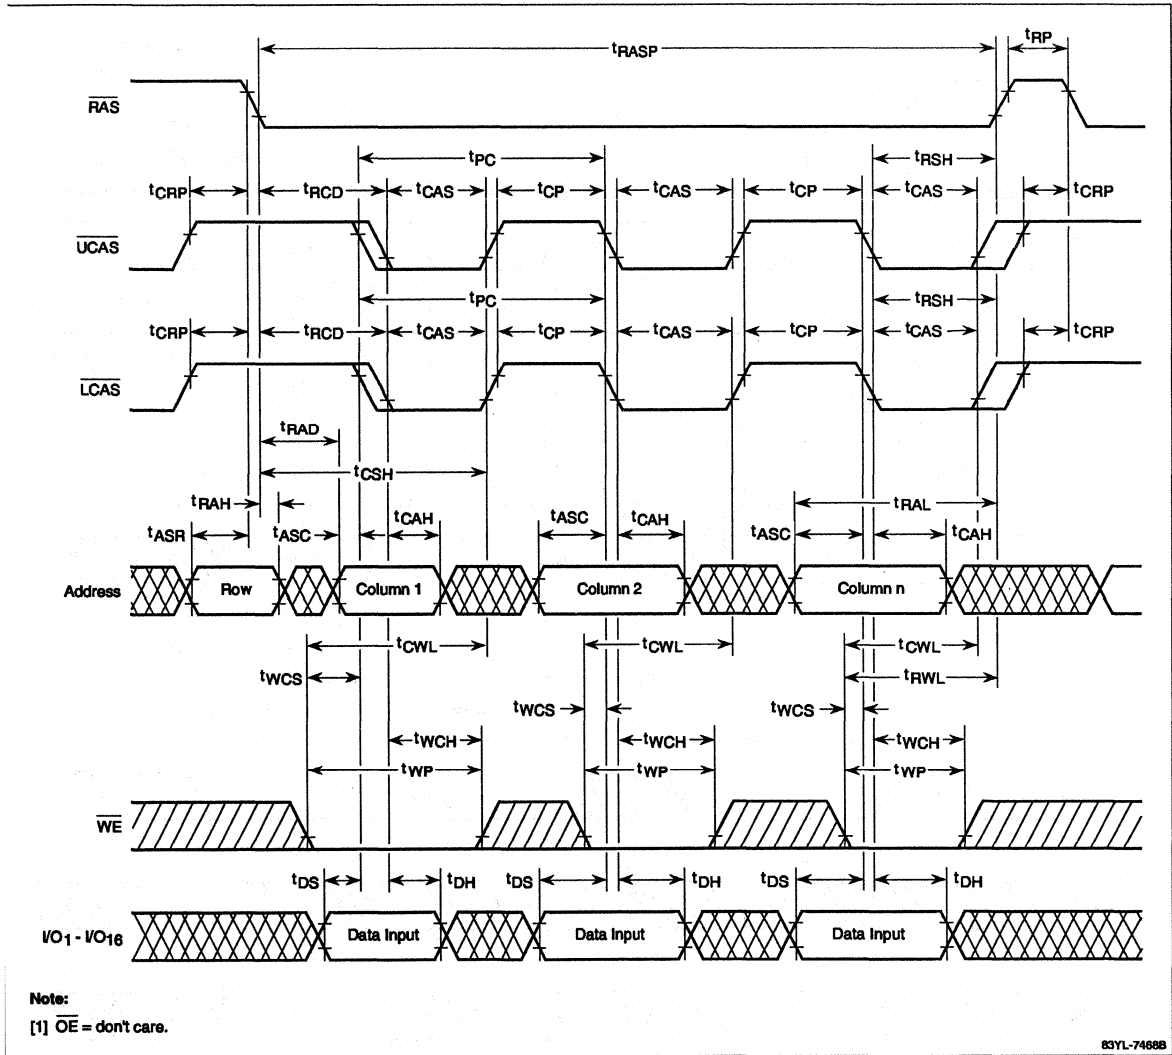 tRASP tRP
RAS
tPC tRSH
tCRP tRCD tCAS tCP tCAS tCP tCAS tCRP
UCAS
tPC tRSH
tCRP tRCD tCAS tCP tCAS tCP tCAS tCRP
LCAS
tRAD
tCSH
tRAH tRAL
tASR tASC tCAH tASC tCAH tASC tCAH
Address Row Column 1 Column 2 Column n
tCWL tCWL tCWL
tWCS tRWL
tWCS tWCS
tWCH tWCH tWCH
tWP tWP tWP
WE
tDS tDH tDS tDH tDS tDH
I/O1 - I/O16 Data Input Data Input Data Input
Note:
[1] OE = don't care.
83YL-7468B